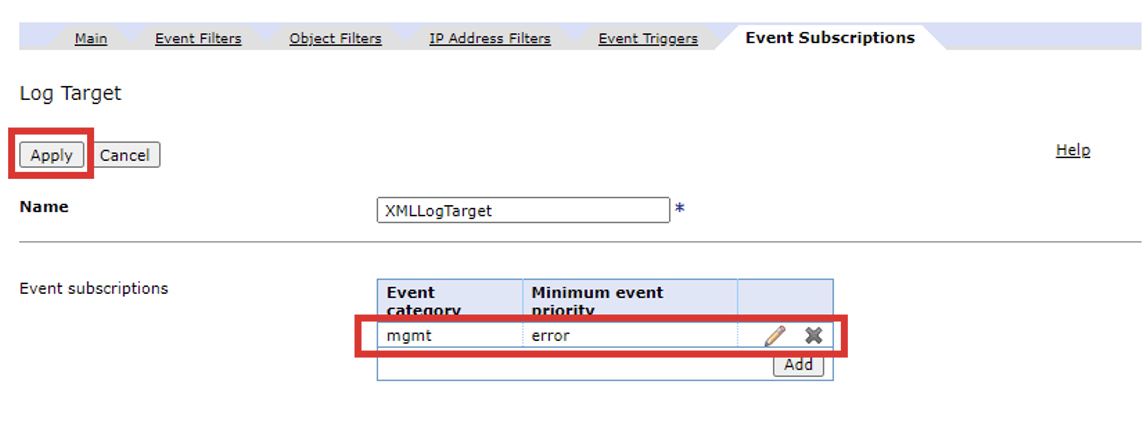 Main Event Filters Object Filters IP Address Filters Event Triggers Event Subscriptions
Log Target
Apply Cancel Help
Name XMLLogTarget *
Event subscriptions
Event category Minimum event priority
mgmt error
Add